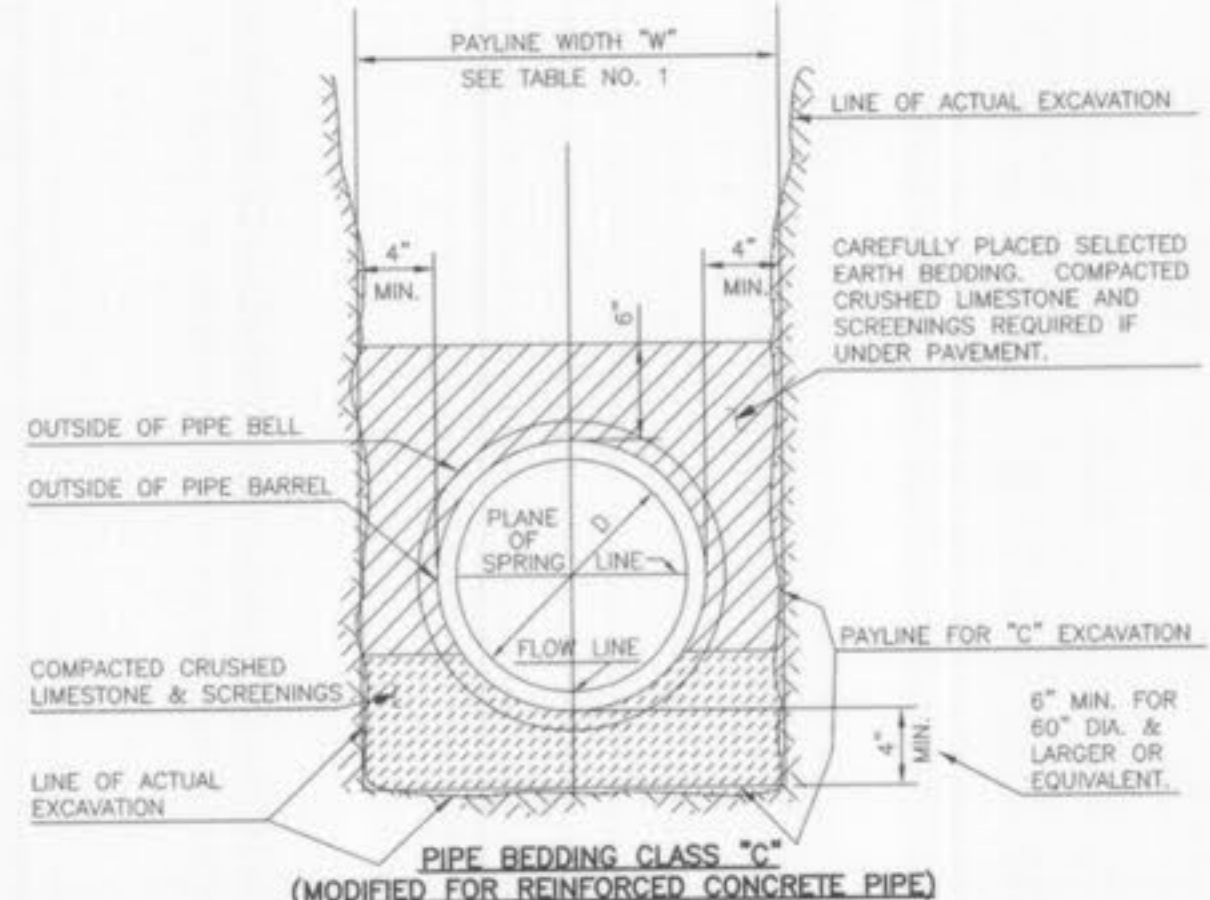 PAYLINE WIDTH "W"
SEE TABLE NO. 1
LINE OF ACTUAL EXCAVATION
4"
MIN.
4"
MIN.
6"
CAREFULLY PLACED SELECTED
EARTH BEDDING. COMPACTED
CRUSHED LIMESTONE AND
SCREENINGS REQUIRED IF
UNDER PAVEMENT.
OUTSIDE OF PIPE BELL
OUTSIDE OF PIPE BARREL
PLANE
OF
SPRING LINE
D
FLOW LINE
PAYLINE FOR "C" EXCAVATION
COMPACTED CRUSHED
LIMESTONE & SCREENINGS
4"
MIN.
6" MIN. FOR
60" DIA. &
LARGER OR
EQUIVALENT.
LINE OF ACTUAL
EXCAVATION
PIPE BEDDING CLASS "C"
(MODIFIED FOR REINFORCED CONCRETE PIPE)